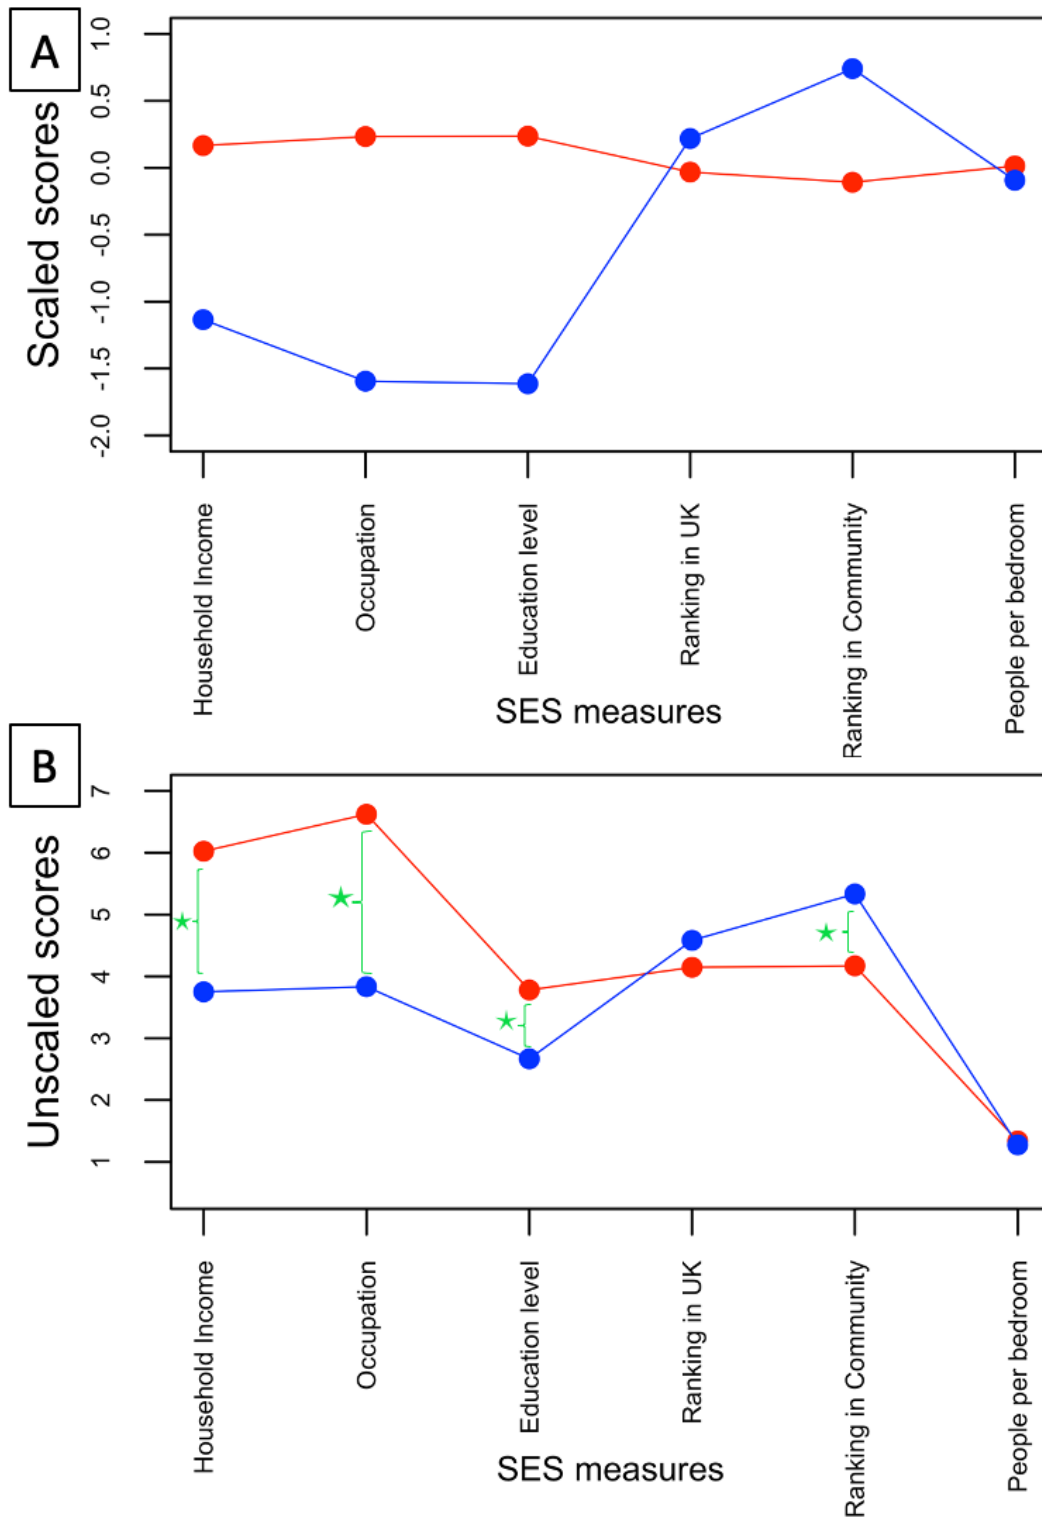 A
Scaled scores
1.0
0.5
0.0
-0.5
-1.0
-1.5
-2.0
Household Income
Occupation
Education level
Ranking in UK
Ranking in Community
People per bedroom
SES measures
B
Unscaled scores
7
6
5
4
3
2
1
Household Income
Occupation
Education level
Ranking in UK
Ranking in Community
People per bedroom
SES measures